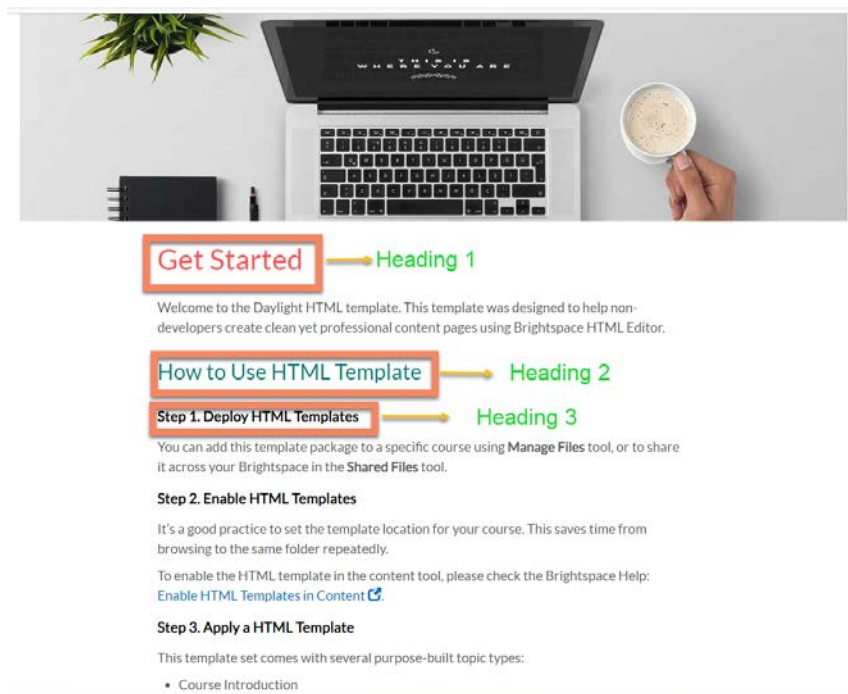 THIS IS
WHERE YOU ARE
Get Started
Heading 1
Welcome to the Daylight HTML template. This template was designed to help non-
developers create clean yet professional content pages using Brightspace HTML Editor.
How to Use HTML Template
Heading 2
Step 1. Deploy HTML Templates
Heading 3
You can add this template package to a specific course using Manage Files tool, or to share
it across your Brightspace in the Shared Files tool.
Step 2. Enable HTML Templates
It's a good practice to set the template location for your course. This saves time from
browsing to the same folder repeatedly.
To enable the HTML template in the content tool, please check the Brightspace Help:
Enable HTML Templates in Content.
Step 3. Apply a HTML Template
This template set comes with several purpose-built topic types:
• Course Introduction